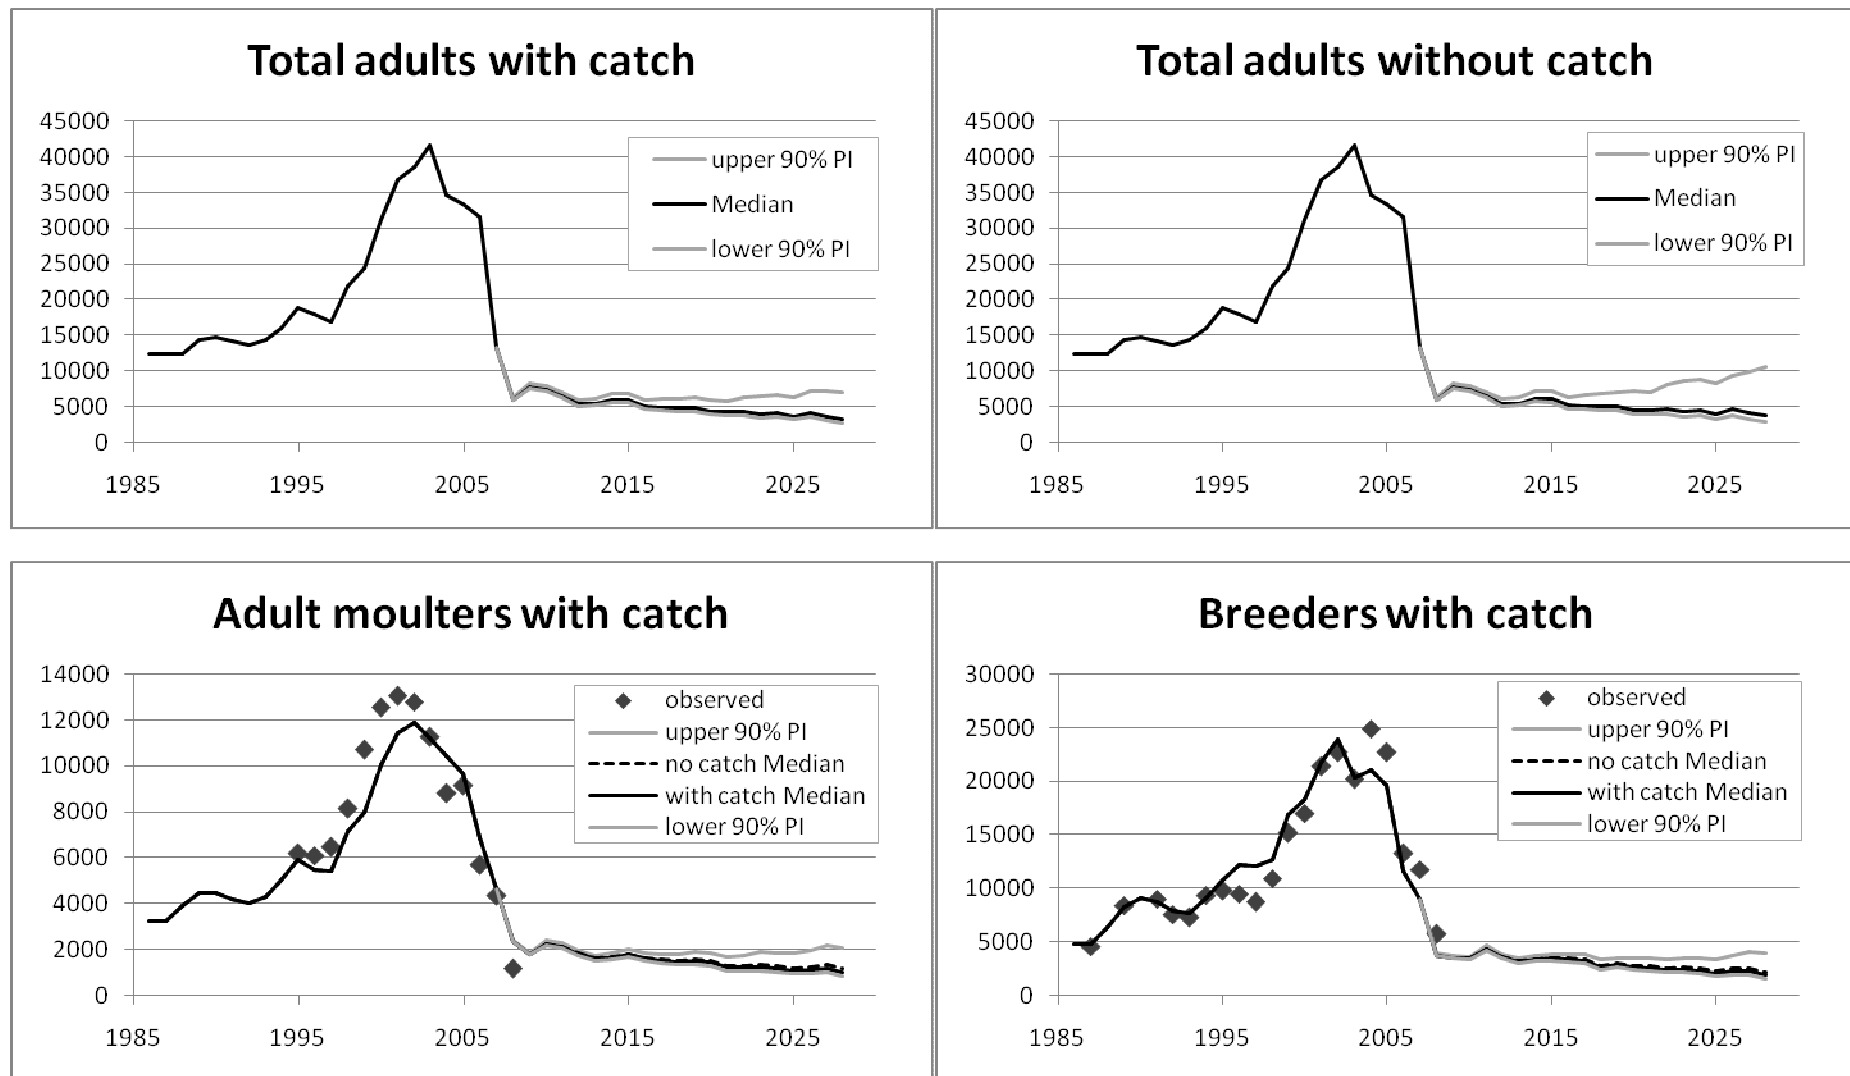 Total adults with catch
45000
40000
35000
30000
25000
20000
15000
10000
5000
0
1985 1995 2005 2015 2025
upper 90% PI
Median
lower 90% PI
Total adults without catch
45000
40000
35000
30000
25000
20000
15000
10000
5000
0
1985 1995 2005 2015 2025
upper 90% PI
Median
lower 90% PI
Adult moulters with catch
14000
12000
10000
8000
6000
4000
2000
0
1985 1995 2005 2015 2025
observed
upper 90% PI
no catch Median
with catch Median
lower 90% PI
Breeders with catch
30000
25000
20000
15000
10000
5000
0
1985 1995 2005 2015 2025
observed
upper 90% PI
no catch Median
with catch Median
lower 90% PI